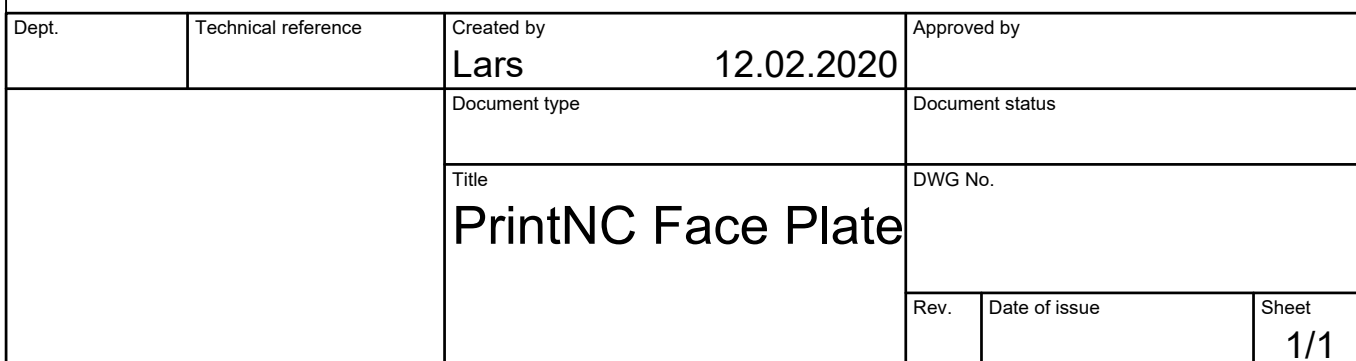 Dept.
Technical reference
Created by
Approved by
Lars 12.02.2020
Document type
Document status
Title
DWG No.
PrintNC Face Plate
Rev.
Date of issue
Sheet
1/1